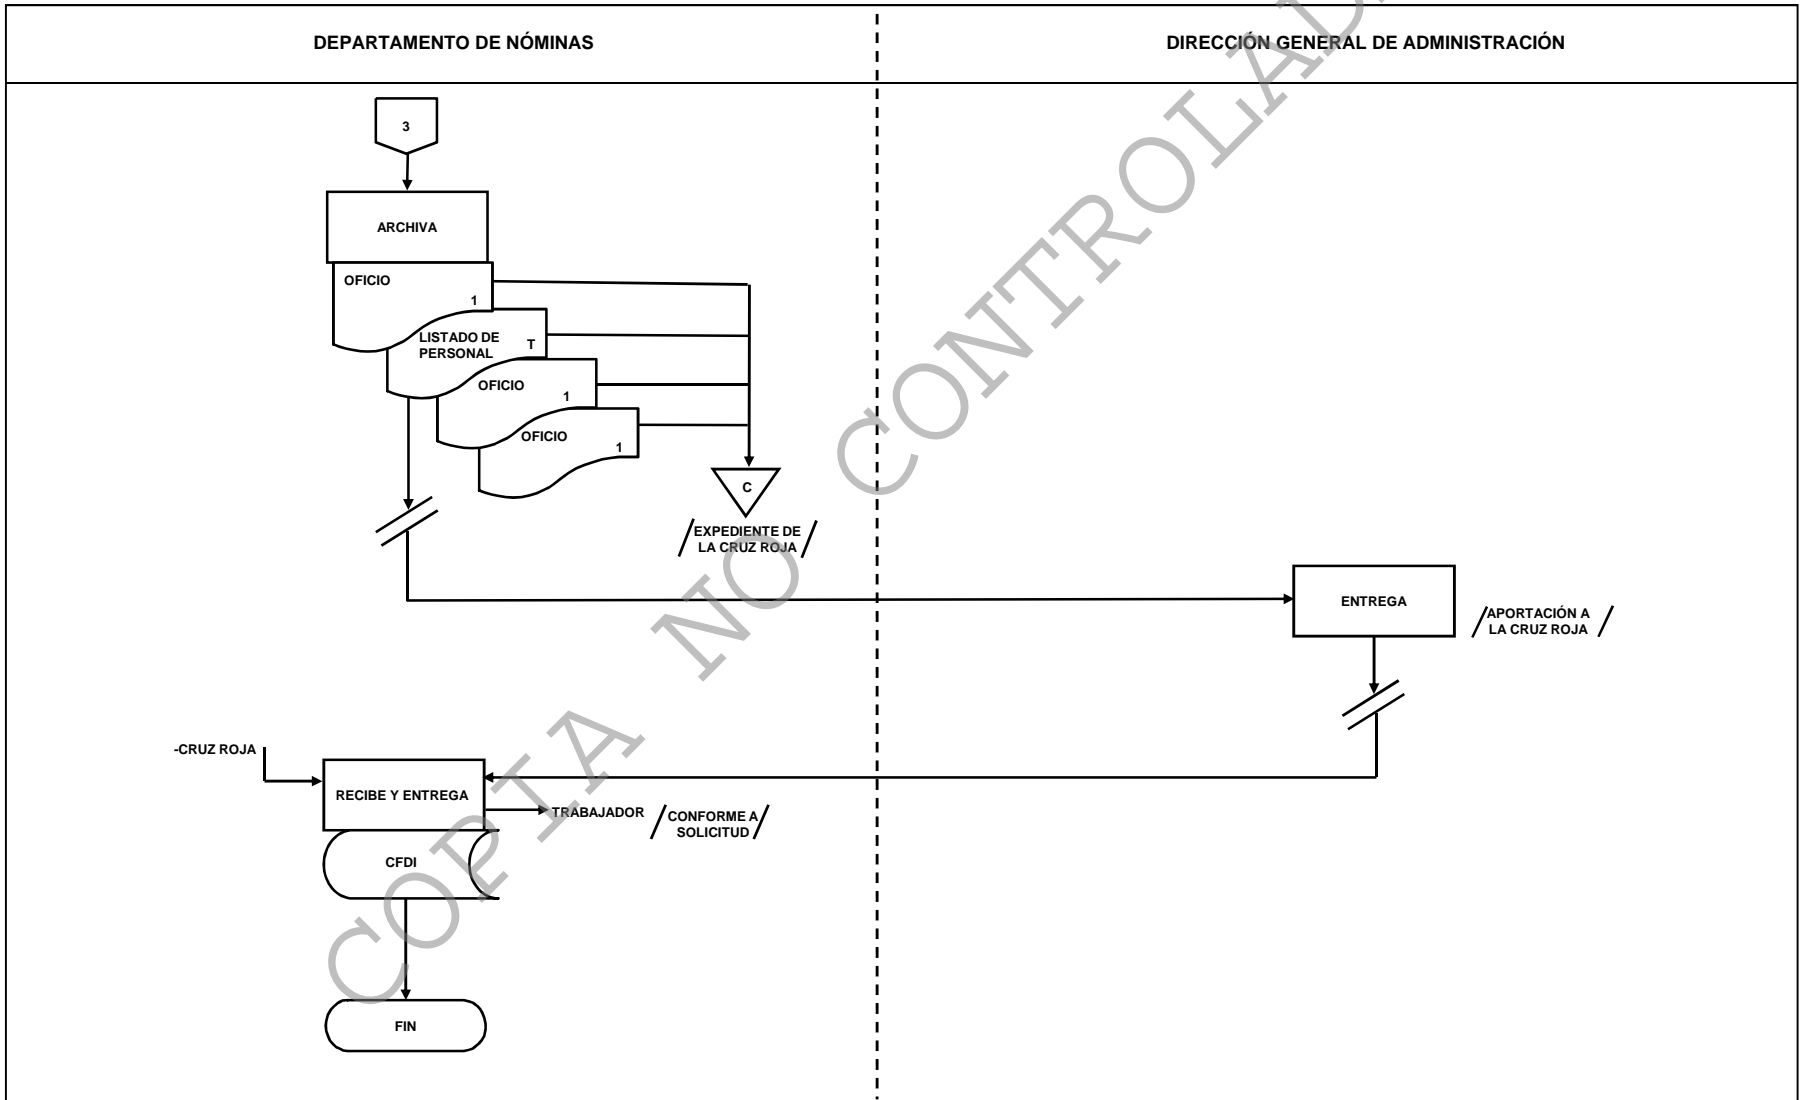 DEPARTAMENTO DE NÓMINAS
DIRECCIÓN GENERAL DE ADMINISTRACIÓN
3
ARCHIVA
OFICIO
1
LISTADO DE
PERSONAL
T
OFICIO
1
OFICIO
1
C
EXPEDIENTE DE
LA CRUZ ROJA
ENTREGA
APORTACIÓN A
LA CRUZ ROJA
-CRUZ ROJA
RECIBE Y ENTREGA
TRABAJADOR
CONFORME A
SOLICITUD
CFDI
FIN
COPIA NO CONTROLAD